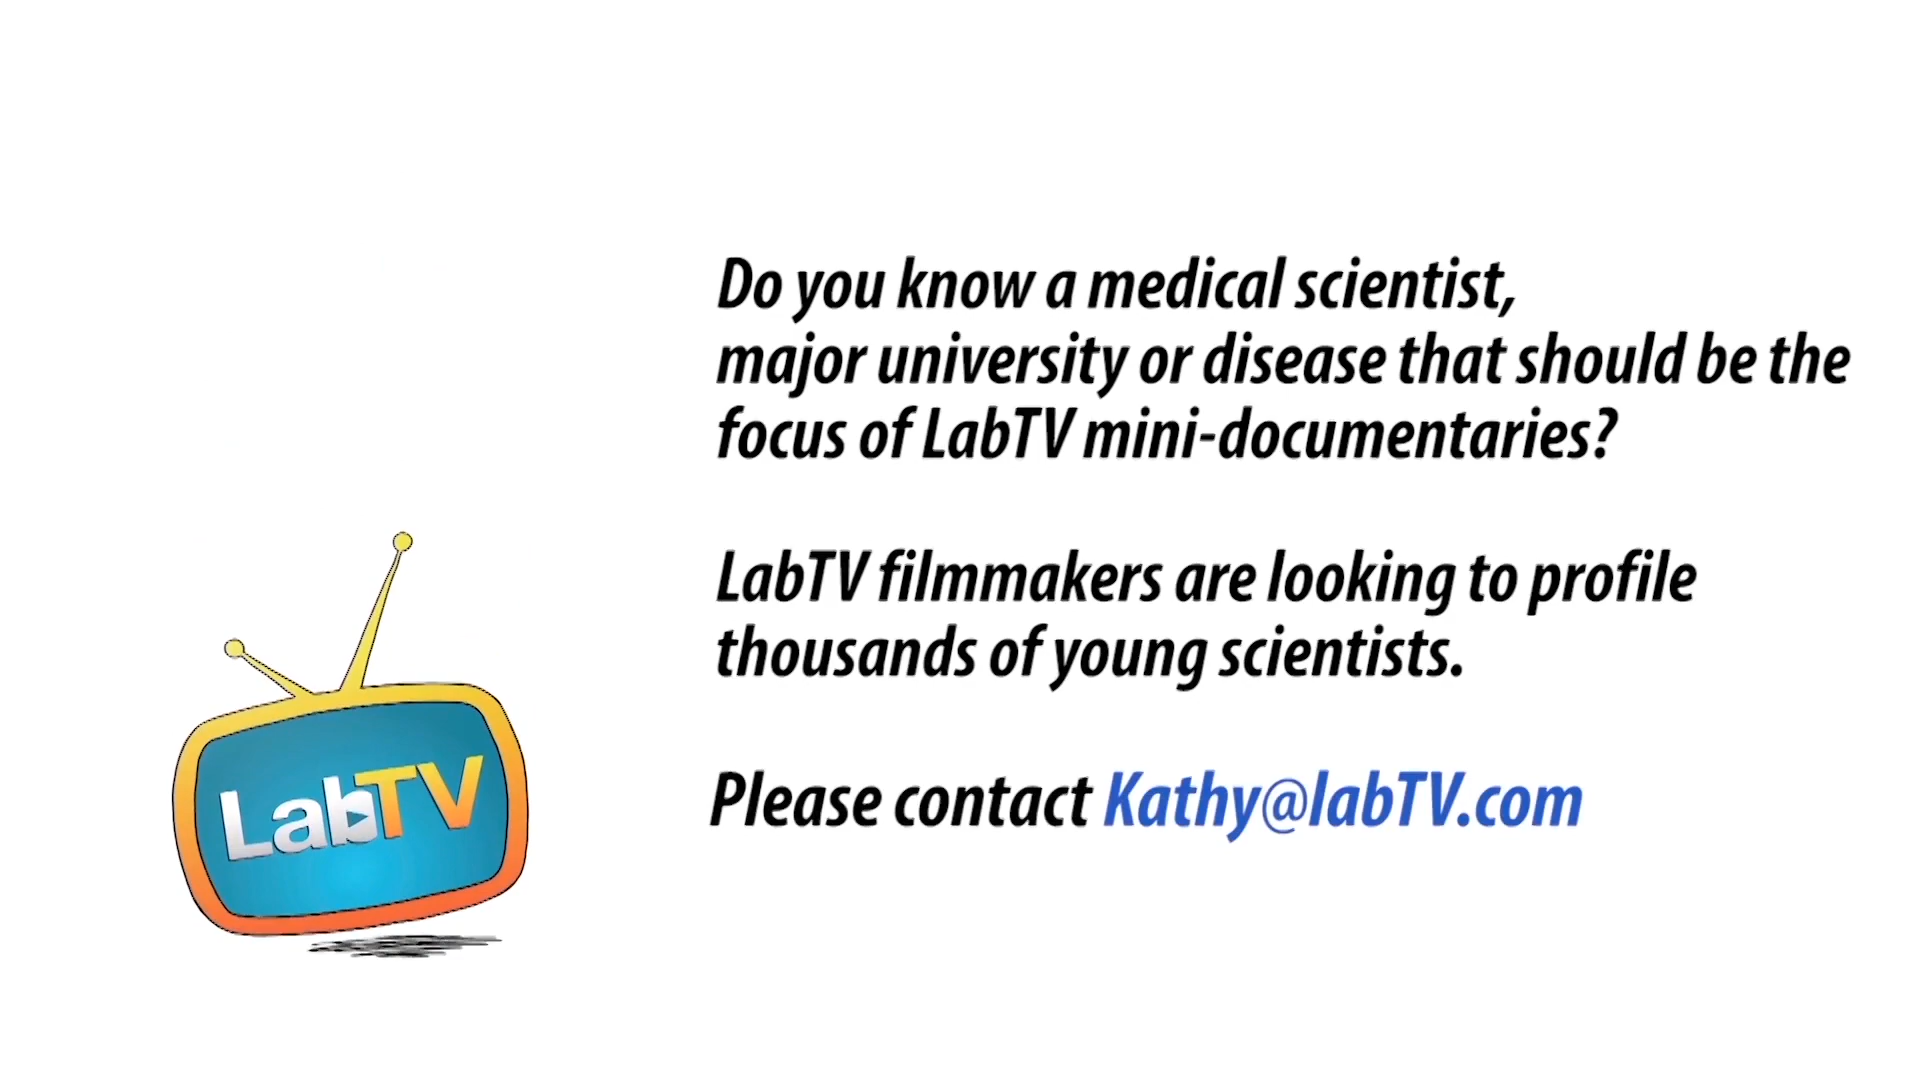 Do you know a medical scientist,
major university or disease that should be the
focus of LabTV mini-documentaries?
LabTV filmmakers are looking to profile
thousands of young scientists.
LabTV
Please contact Kathy@labTV.com